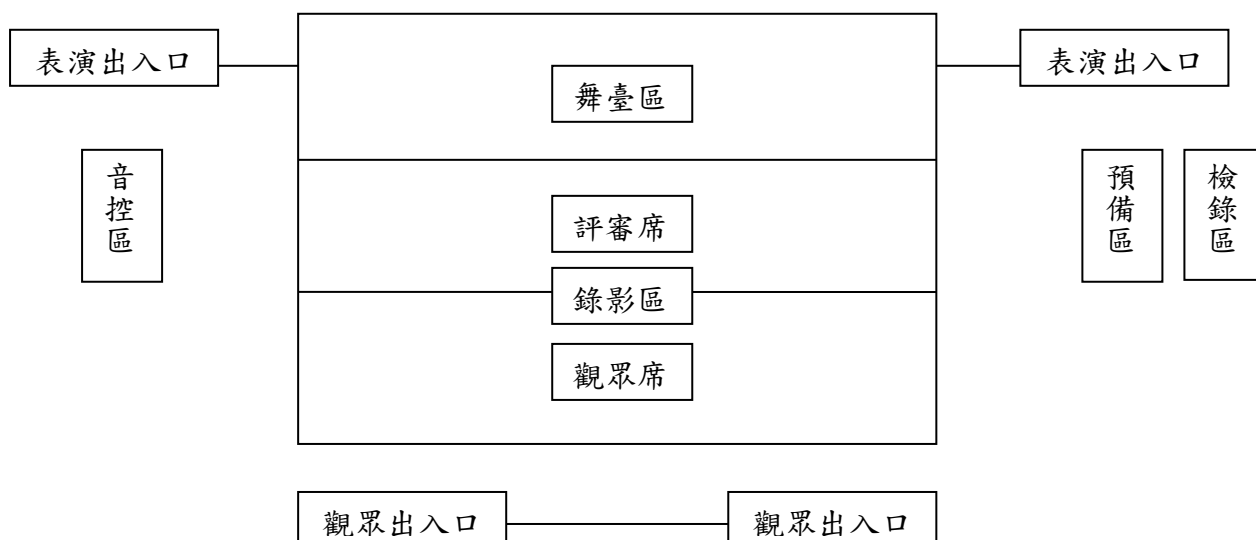 表演出入口
表演出入口
舞臺區
音控區
預備區
檢錄區
評審席
錄影區
觀眾席
觀眾出入口
觀眾出入口